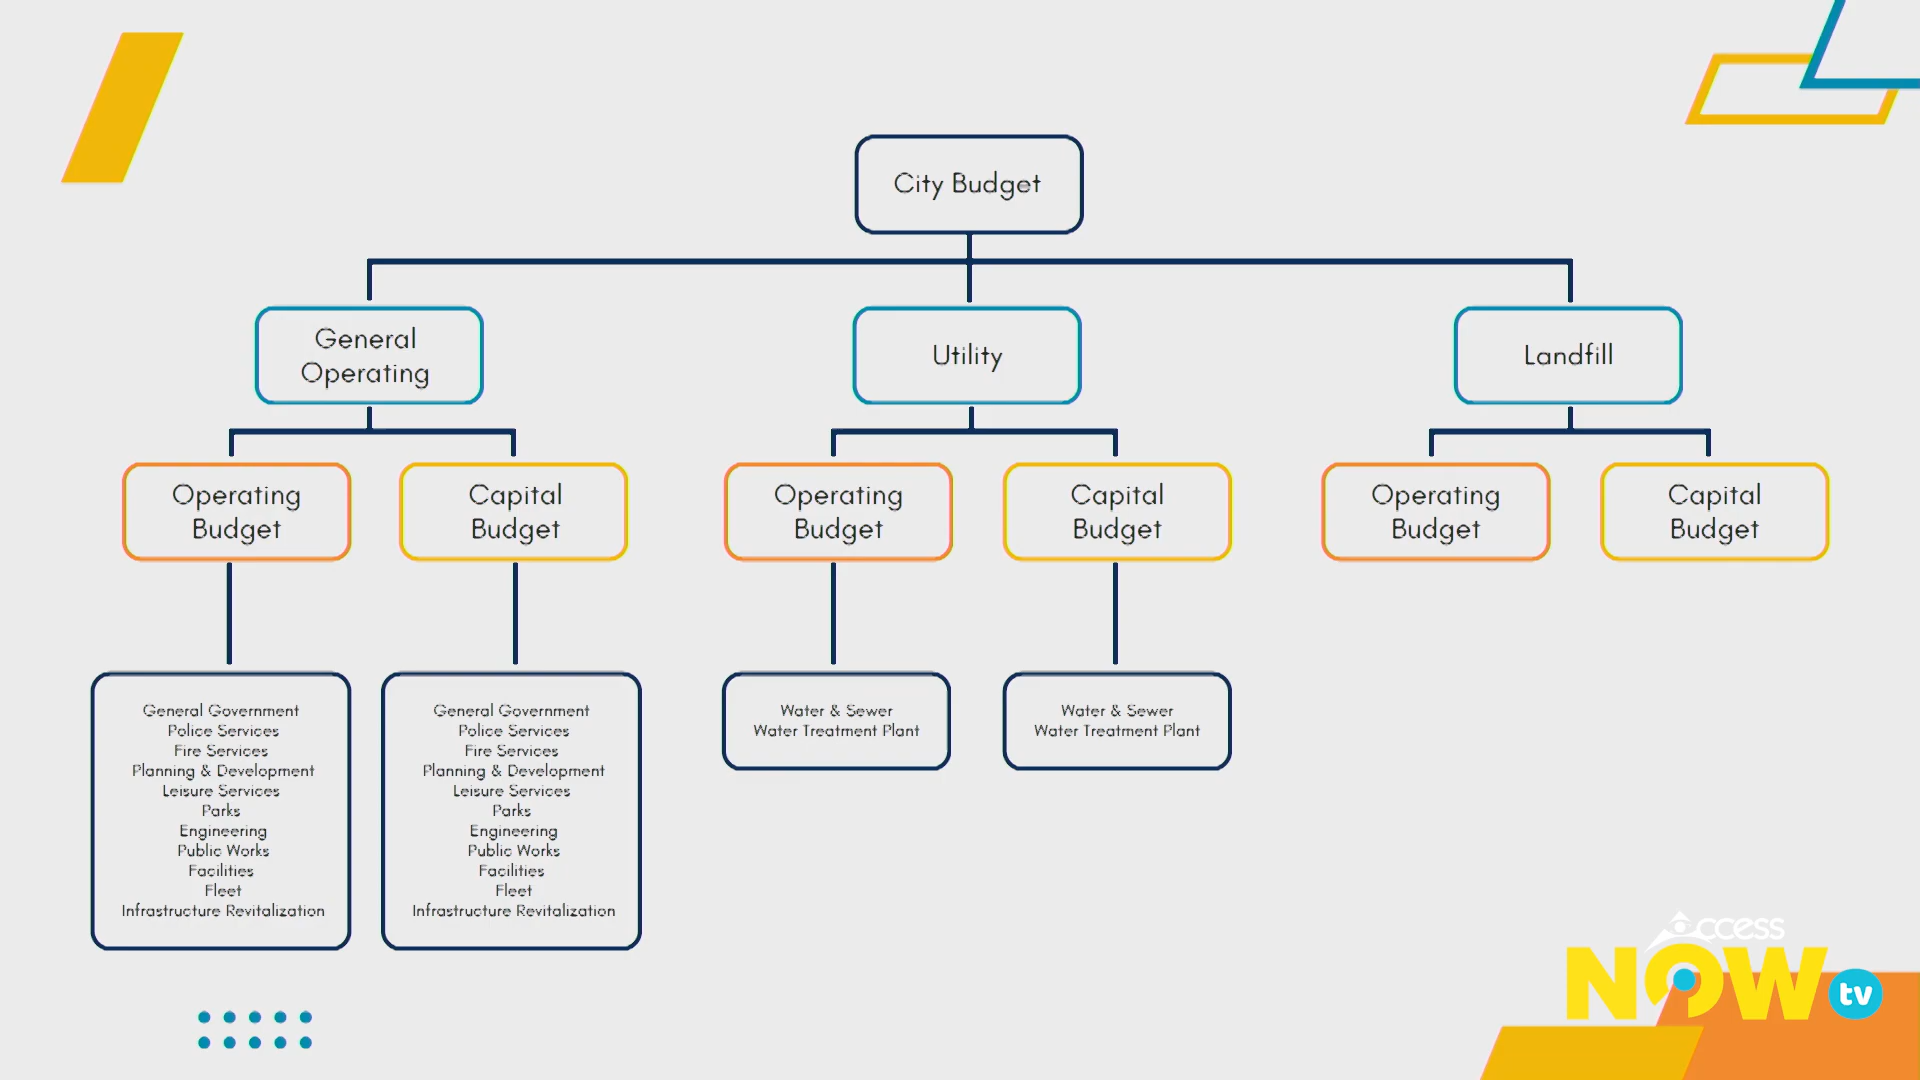 City Budget
General
Operating
Utility
Landfill
Operating
Budget
Capital
Budget
Operating
Budget
Capital
Budget
Operating
Budget
Capital
Budget
General Government
Police Services
Fire Services
Planning & Development
Leisure Services
Parks
Engineering
Public Works
Facilities
Fleet
Infrastructure Revitalization
General Government
Police Services
Fire Services
Planning & Development
Leisure Services
Parks
Engineering
Public Works
Facilities
Fleet
Infrastructure Revitalization
Water & Sewer
Water Treatment Plant
Water & Sewer
Water Treatment Plant
Access
NOW tv